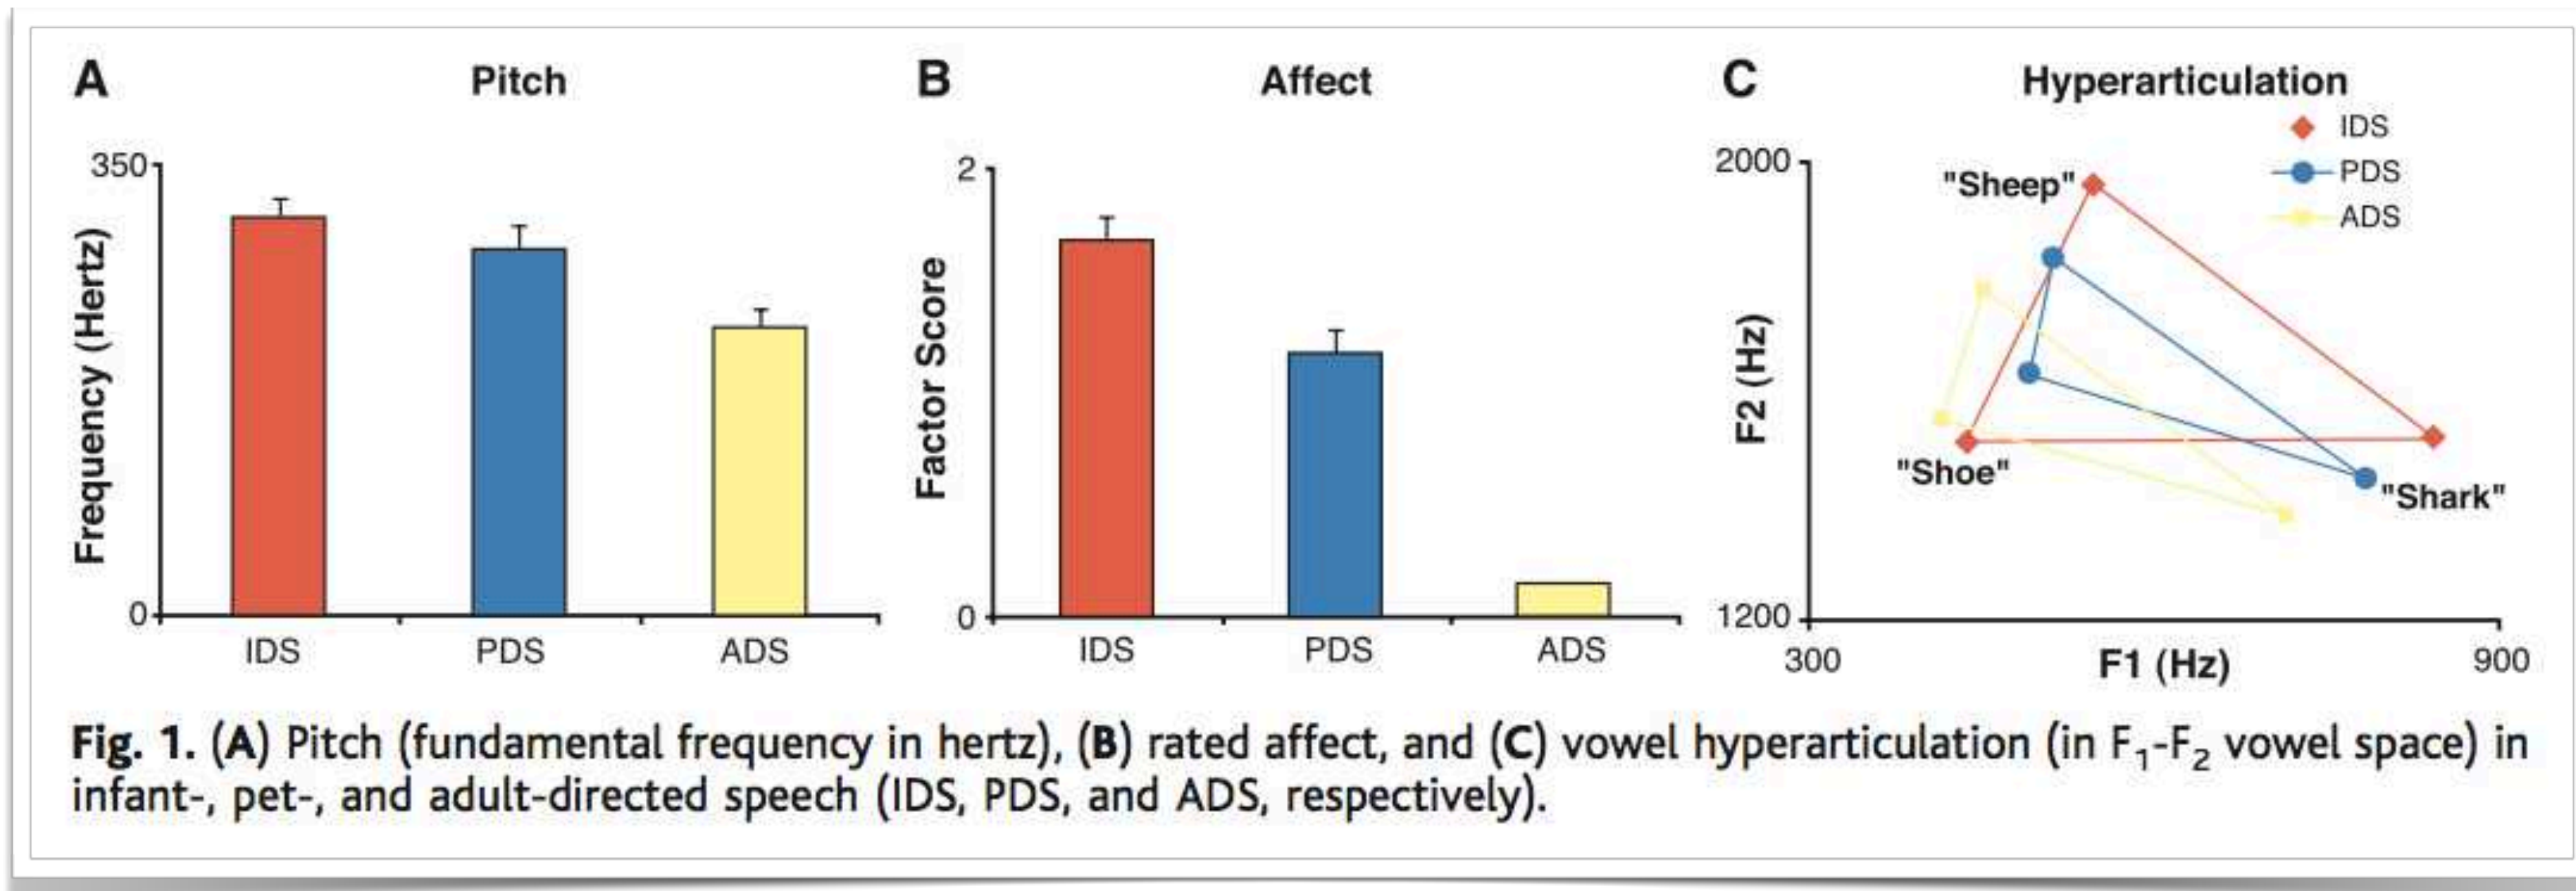 A
Pitch
350
0
Frequency (Hertz)
IDS
PDS
ADS
B
Affect
2
0
Factor Score
IDS
PDS
ADS
C
Hyperarticulation
IDS
PDS
ADS
2000
1200
F2 (Hz)
"Sheep"
"Shoe"
"Shark"
300
F1 (Hz)
900
Fig. 1. (A) Pitch (fundamental frequency in hertz), (B) rated affect, and (C) vowel hyperarticulation (in F₁-F₂ vowel space) in
infant-, pet-, and adult-directed speech (IDS, PDS, and ADS, respectively).